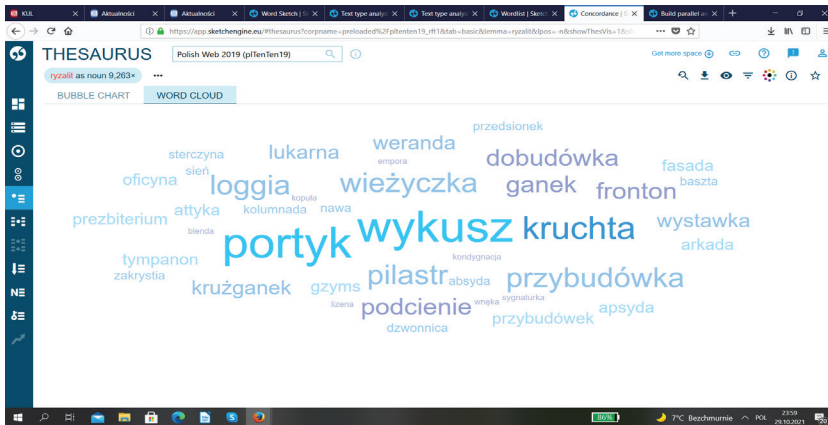 KUL
Aktualności
Aktualności
Word Sketch | S
Text type analys
Text type analys
Wordlist | Sketch
Concordance | S
Build parallel
https://app.sketchengine.eu/#thesaurus?corpname=preloaded%2Fpltenten19_rft1&tab=basic&lemma=ryzalit&lpos=-n&showThesVis=1
THESAURUS
Polish Web 2019 (plTenTen19)
Get more space
ryzalit as noun 9,263×
BUBBLE CHART
WORD CLOUD
przedsionek
sterczyna lukarna weranda
empora dobudówka fasada
oficyna sień loggia kopuła wieżyczka ganek fronton baszta
prezbiterium attyka kolumnada nawa
blenda portyk wykusz kruchta wystawka
arkada
tympanon kondygnacja
zakrystia krużganek gzyms pilastr absyda przybudówka
lizena podcienie wnęka sygnaturka apsyda
dzwonnica przybudówek
86%
7°C Bezchmurnie
POL
23:59
29.10.2021